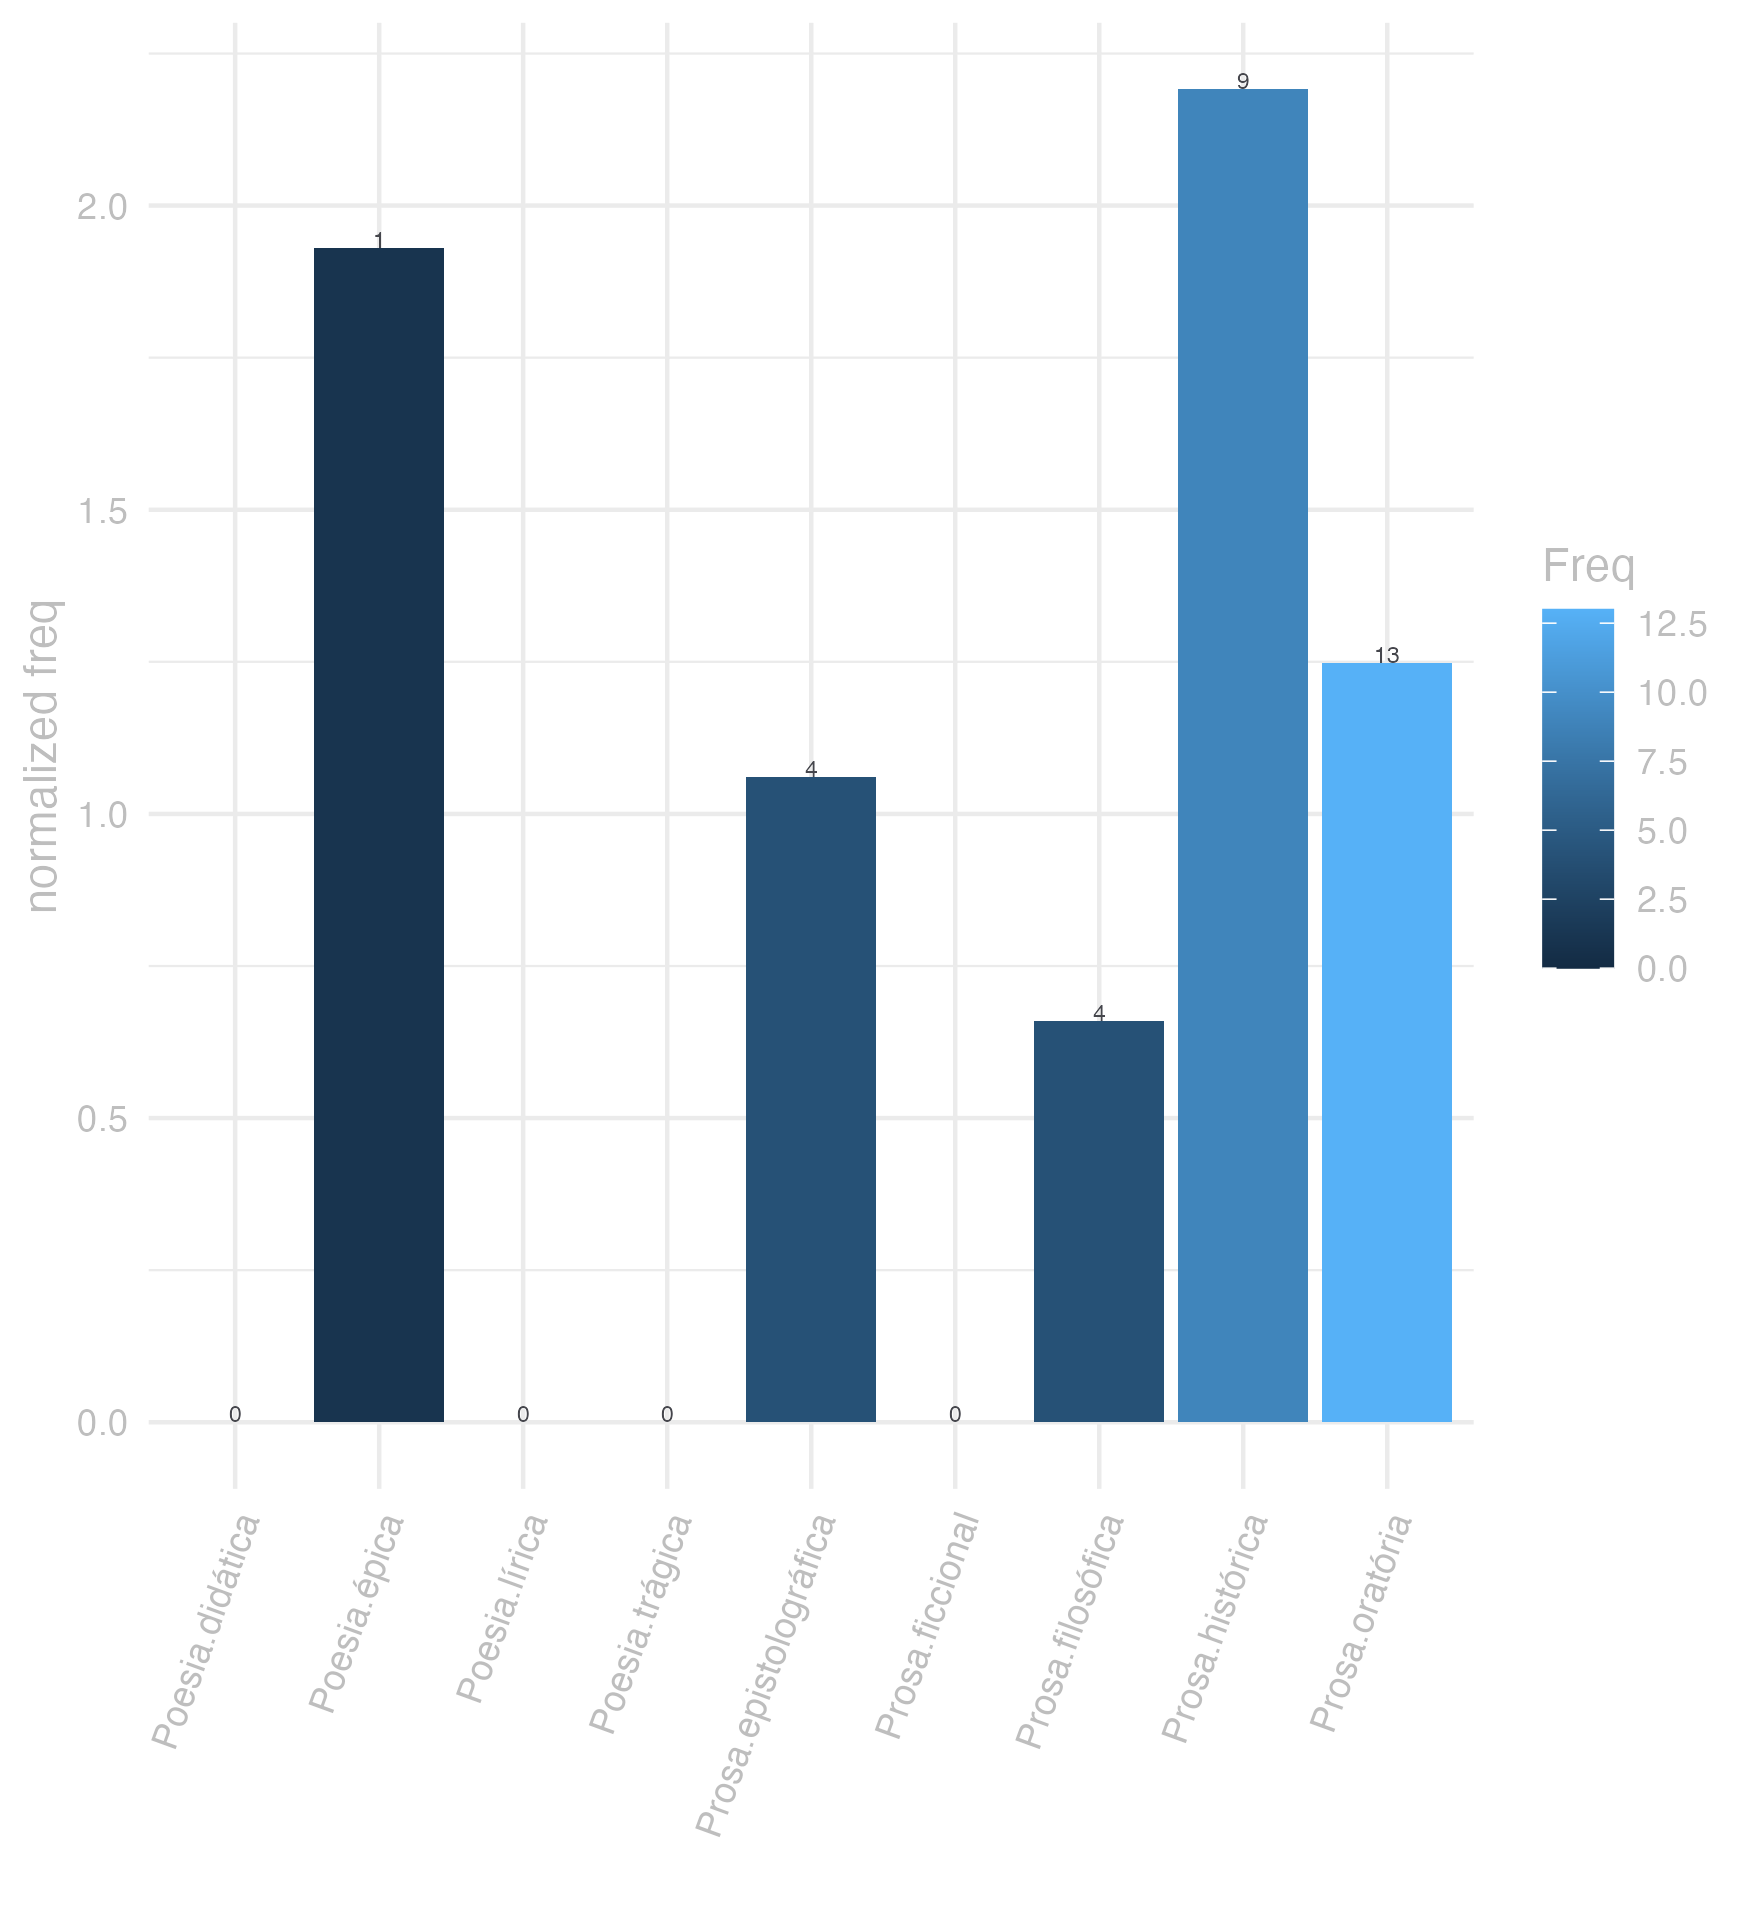 normalized freq
2.0
1.5
1.0
0.5
0.0
0
1
0
0
4
0
4
9
13
Poesia.didática
Poesia.épica
Poesia.lírica
Poesia.trágica
Prosa.epistolográfica
Prosa.ficcional
Prosa.filosófica
Prosa.histórica
Prosa.oratória
Freq
12.5
10.0
7.5
5.0
2.5
0.0